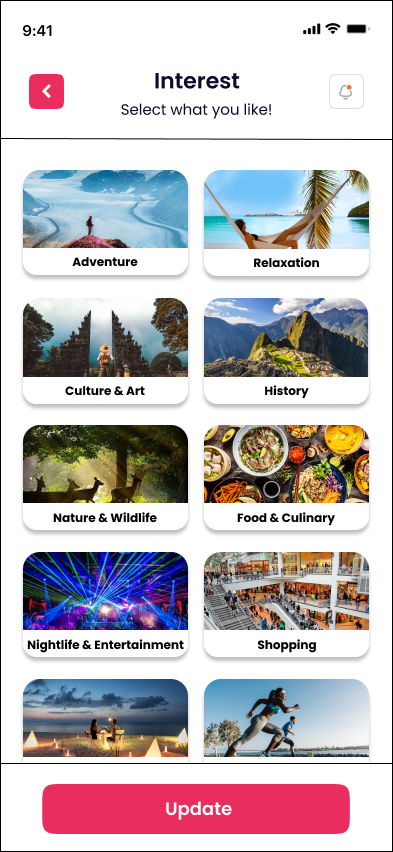 9:41
Interest
Select what you like!
Adventure
Relaxation
Culture & Art
History
Nature & Wildlife
Food & Culinary
Nightlife & Entertainment
Shopping
Update